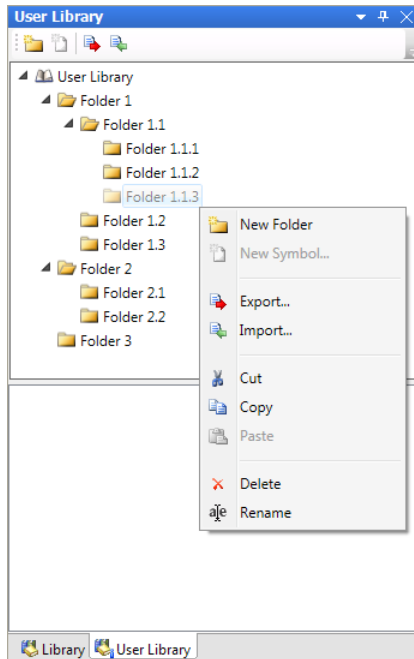 User Library
User Library
Folder 1
Folder 1.1
Folder 1.1.1
Folder 1.1.2
Folder 1.1.3
Folder 1.2
Folder 1.3
Folder 2
Folder 2.1
Folder 2.2
Folder 3
New Folder
New Symbol...
Export...
Import...
Cut
Copy
Paste
Delete
Rename
Library
User Library